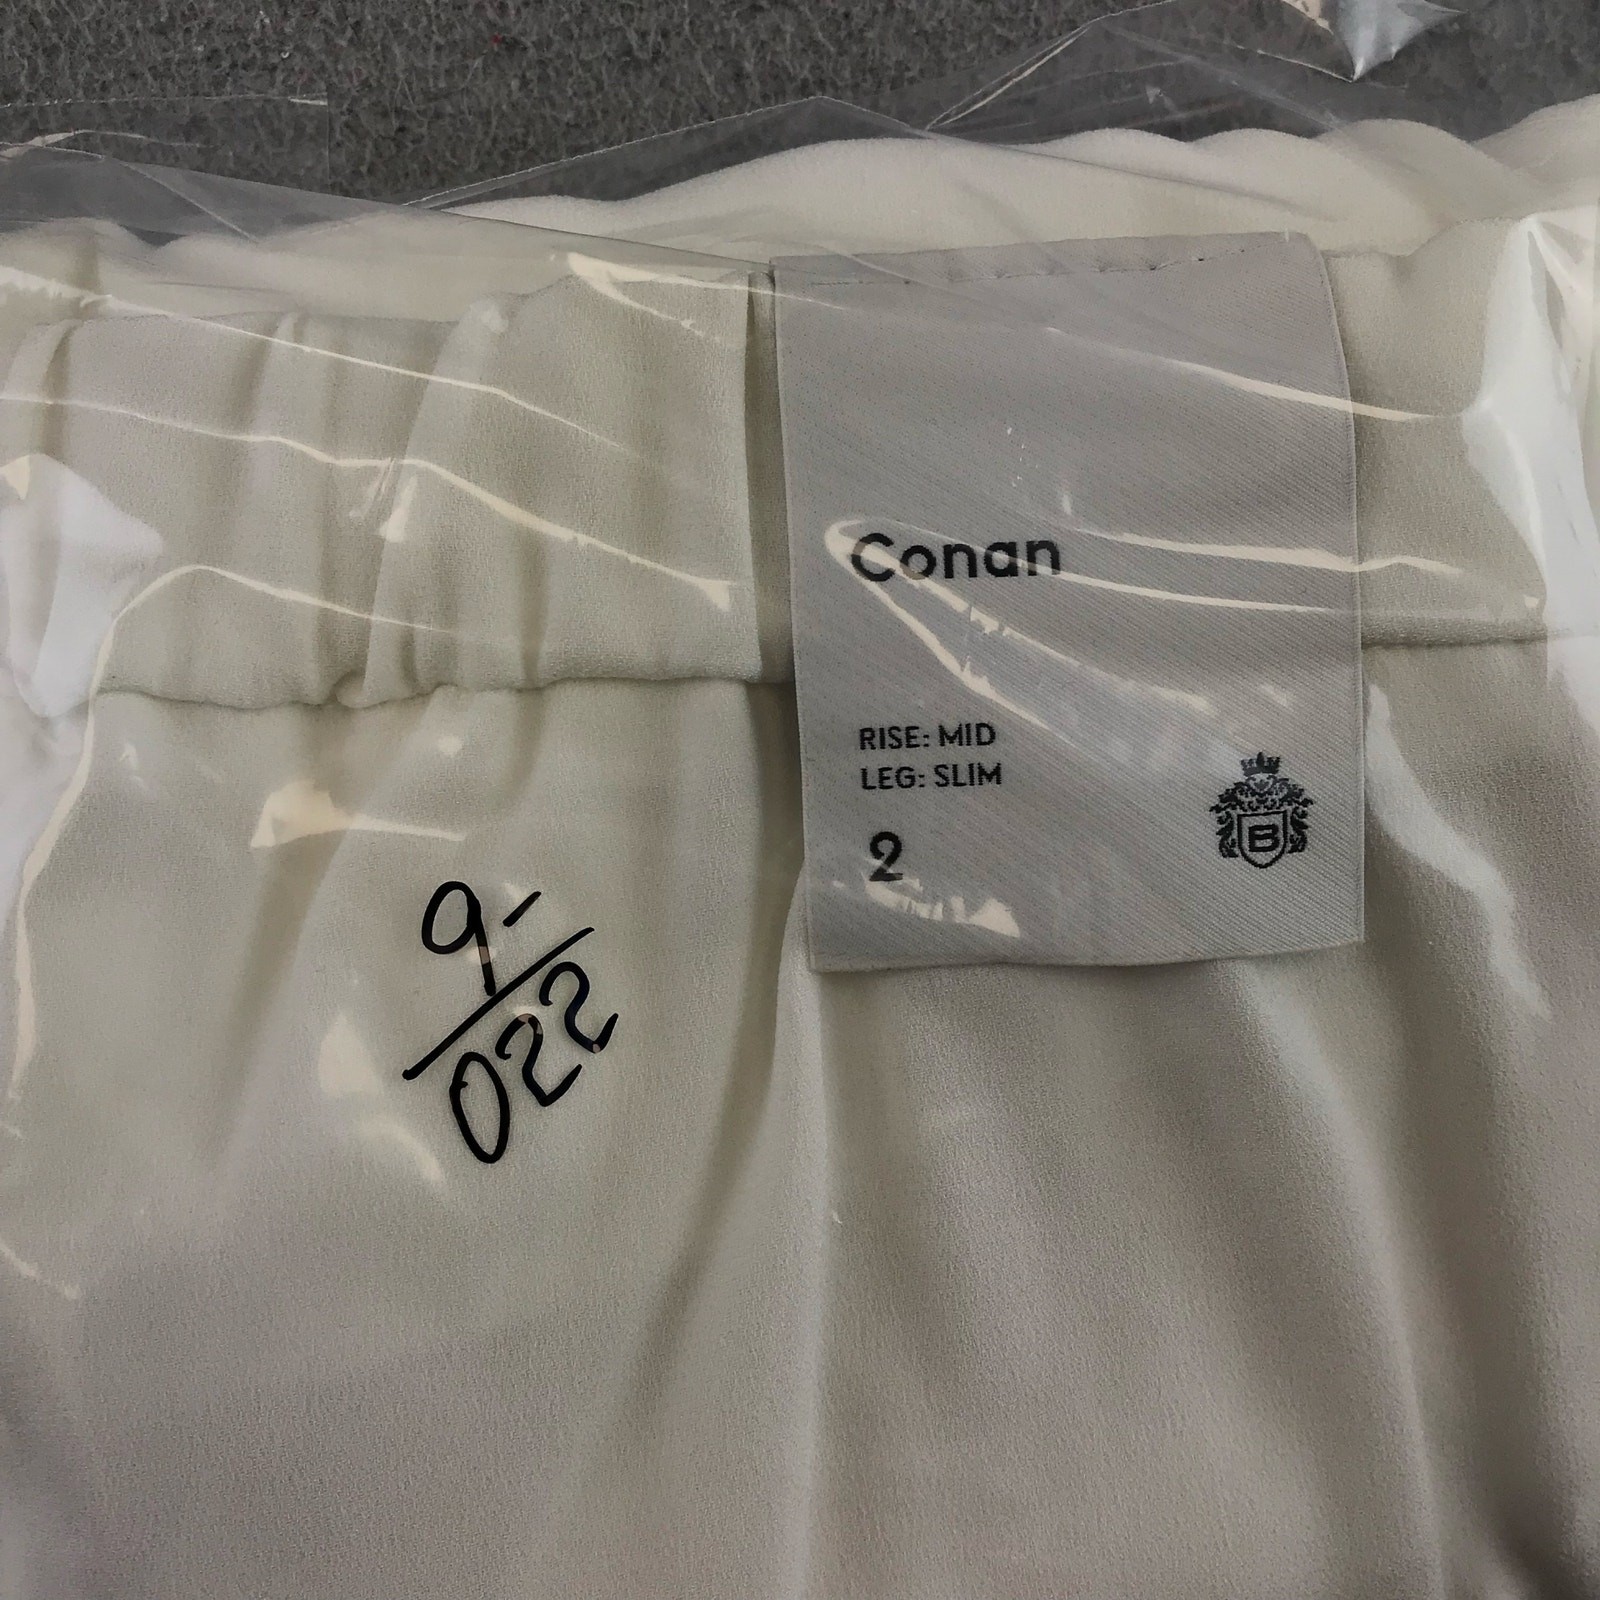 Conan
RISE: MID
LEG: SLIM
2
B
9-
022